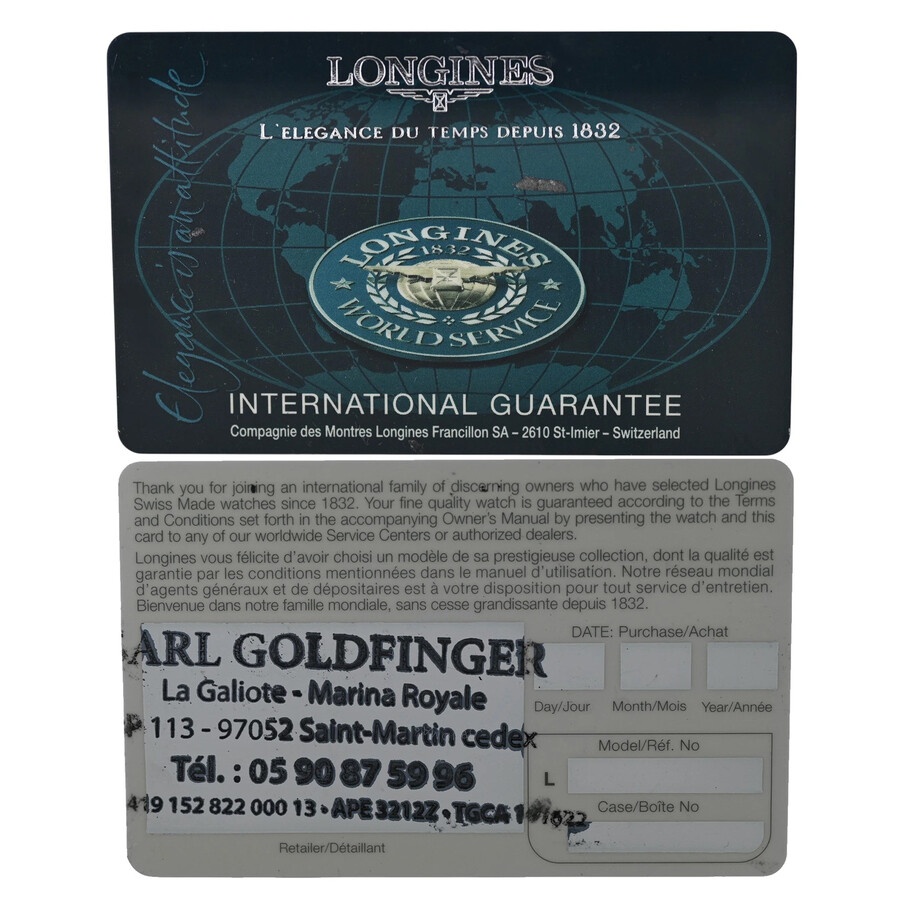 LONGINES
L'ELEGANCE DU TEMPS DEPUIS 1832
Elegance is an attitude
LONGINES
1832
WORLD SERVICE
INTERNATIONAL GUARANTEE
Compagnie des Montres Longines Francillon SA – 2610 St-Imier – Switzerland
Thank you for joining an international family of discerning owners who have selected Longines
Swiss Made watches since 1832. Your fine quality watch is guaranteed according to the Terms
and Conditions set forth in the accompanying Owner's Manual by presenting the watch and this
card to any of our worldwide Service Centers or authorized dealers.
Longines vous félicite d'avoir choisi un modèle de sa prestigieuse collection, dont la qualité est
garantie par les conditions mentionnées dans le manuel d'utilisation. Notre réseau mondial
d'agents généraux et de dépositaires est à votre disposition pour tout service d'entretien.
Bienvenue dans notre famille mondiale, sans cesse grandissante depuis 1832.
ARL GOLDFINGER
La Galiote - Marina Royale
P 113 - 97052 Saint-Martin cedex
Tél. : 05 90 87 59 96
419 152 822 000 13 • APE 3212Z • TGCA
Retailer/Détaillant
DATE: Purchase/Achat
Day/Jour Month/Mois Year/Année
Model/Réf. No
L
Case/Boîte No